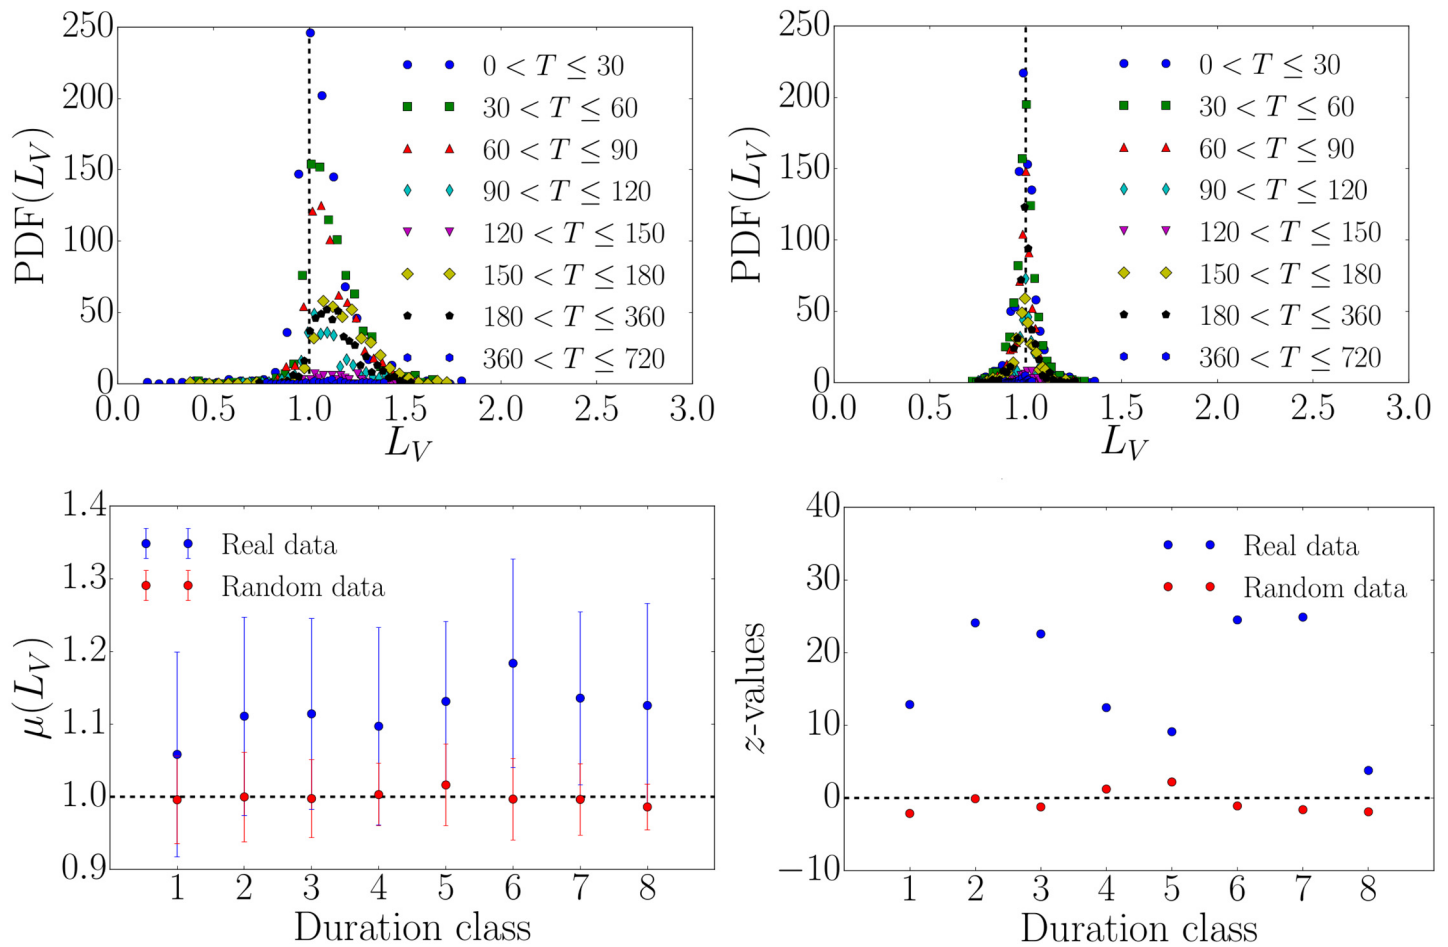 PDF(L_V)
250
200
150
100
50
0
0.0 0.5 1.0 1.5 2.0 2.5 3.0
L_V
0 < T ≤ 30
30 < T ≤ 60
60 < T ≤ 90
90 < T ≤ 120
120 < T ≤ 150
150 < T ≤ 180
180 < T ≤ 360
360 < T ≤ 720
PDF(L_V)
250
200
150
100
50
0
0.0 0.5 1.0 1.5 2.0 2.5 3.0
L_V
0 < T ≤ 30
30 < T ≤ 60
60 < T ≤ 90
90 < T ≤ 120
120 < T ≤ 150
150 < T ≤ 180
180 < T ≤ 360
360 < T ≤ 720
μ(L_V)
1.4
1.3
1.2
1.1
1.0
0.9
1 2 3 4 5 6 7 8
Duration class
Real data
Random data
z-values
40
30
20
10
0
−10
1 2 3 4 5 6 7 8
Duration class
Real data
Random data